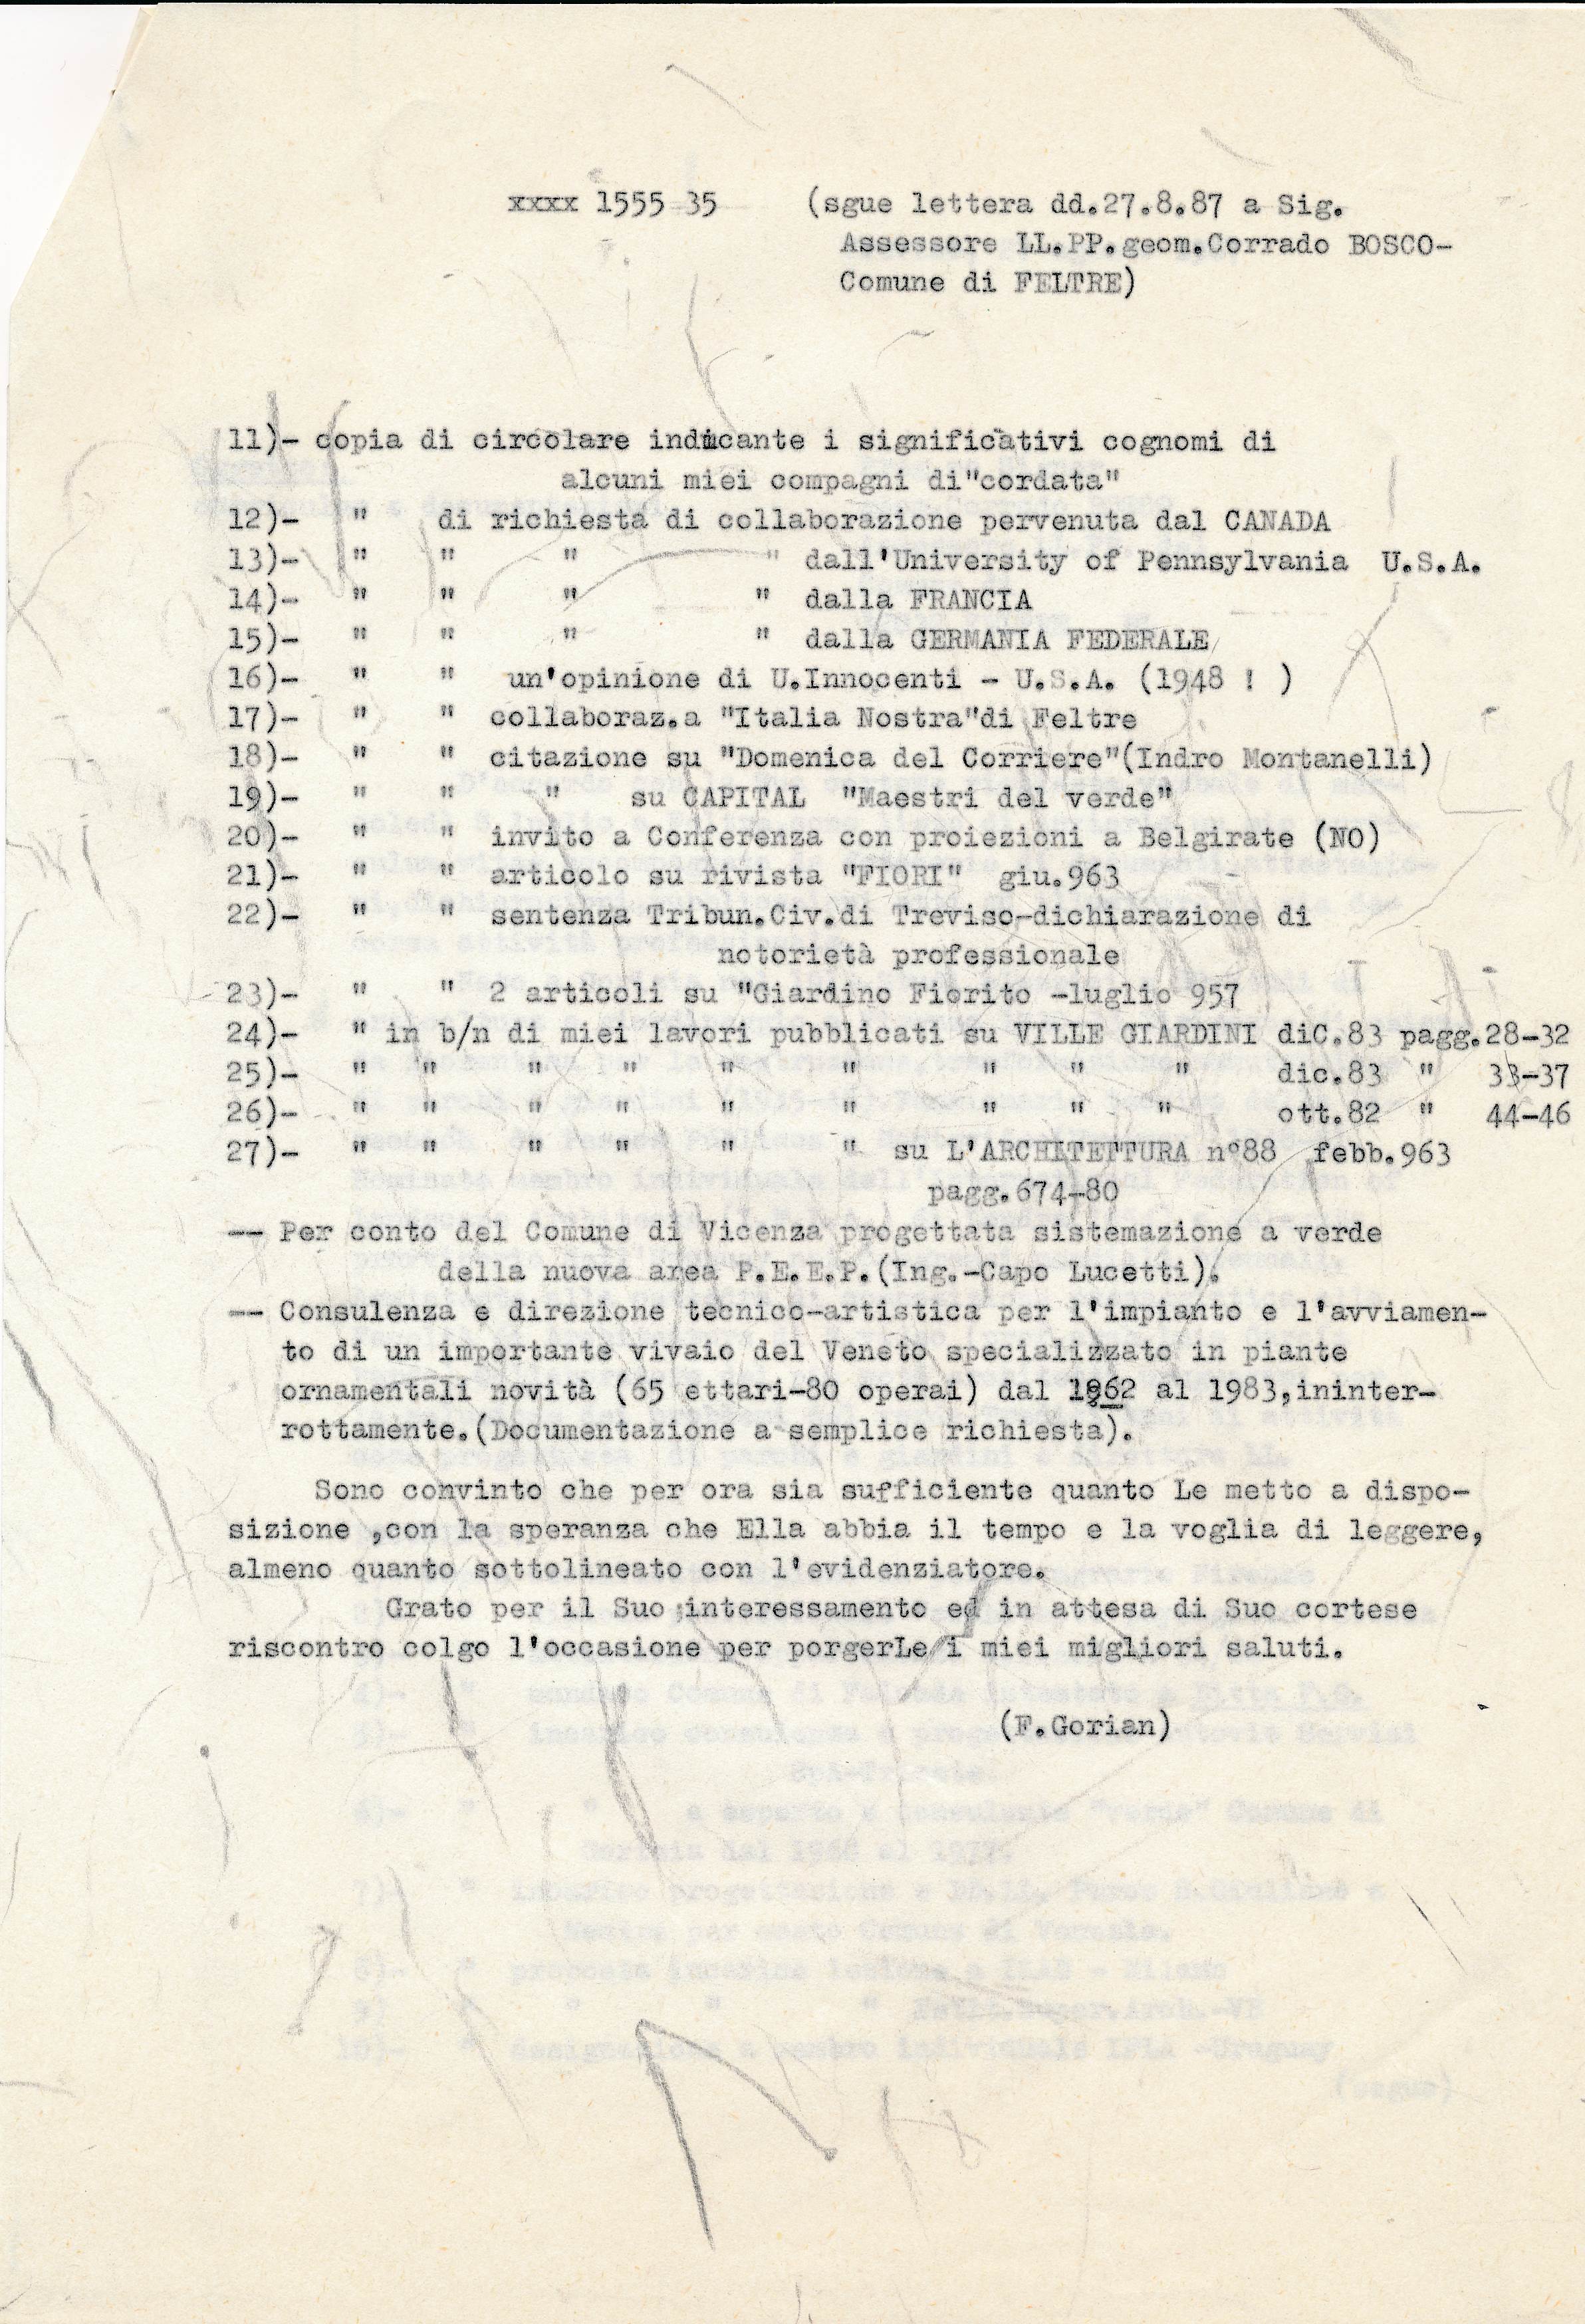 xxxx 1555 35 (sgue lettera dd.27.8.87 a Sig.
Assessore LL.PP.geom.Corrado BOSCO-
Comune di FELTRE)
11)- copia di circolare indicante i significativi cognomi di
alcuni miei compagni di"cordata"
12)- " di richiesta di collaborazione pervenuta dal CANADA
13)- " " " " dall'University of Pennsylvania U.S.A.
14)- " " " " dalla FRANCIA
15)- " " " " dalla GERMANIA FEDERALE
16)- " " un'opinione di U.Innocenti - U.S.A. (1948 ! )
17)- " " collaboraz.a "Italia Nostra"di Feltre
18)- " " citazione su "Domenica del Corriere"(Indro Montanelli)
19)- " " " su CAPITAL "Maestri del verde"
20)- " " invito a Conferenza con proiezioni a Belgirate (NO)
21)- " " articolo su rivista "FIORI" giu.963
22)- " " sentenza Tribun.Civ.di Treviso-dichiarazione di
notorietà professionale
23)- " " 2 articoli su "Giardino Fiorito -luglio 957
24)- " in b/n di miei lavori pubblicati su VILLE GIARDINI diC.83 pagg.28-32
25)- " " " " " " " " " dic.83 " 33-37
26)- " " " " " " " " " ott.82 " 44-46
27)- " " " " " " su L'ARCHITETTURA n°88 febb.963
pagg.674-80
-- Per conto del Comune di Vicenza progettata sistemazione a verde
della nuova area P.E.E.P.(Ing.-Capo Lucetti).
-- Consulenza e direzione tecnico-artistica per l'impianto e l'avviamen-
to di un importante vivaio del Veneto specializzato in piante
ornamentali novità (65 ettari-80 operai) dal 1962 al 1983,ininter-
rottamente.(Documentazione a semplice richiesta).
Sono convinto che per ora sia sufficiente quanto Le metto a dispo-
sizione ,con la speranza che Ella abbia il tempo e la voglia di leggere,
almeno quanto sottolineato con l'evidenziatore.
Grato per il Suo interessamento ed in attesa di Suo cortese
riscontro colgo l'occasione per porgerLe i miei migliori saluti.
(F.Gorian)